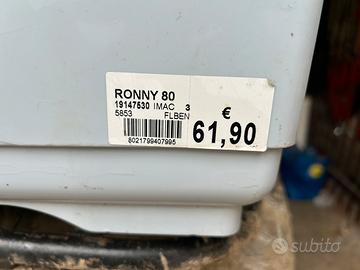 RONNY 80
19147530 IMAC 3
5853 FLBEN
8021799407995
€
61,90
subito